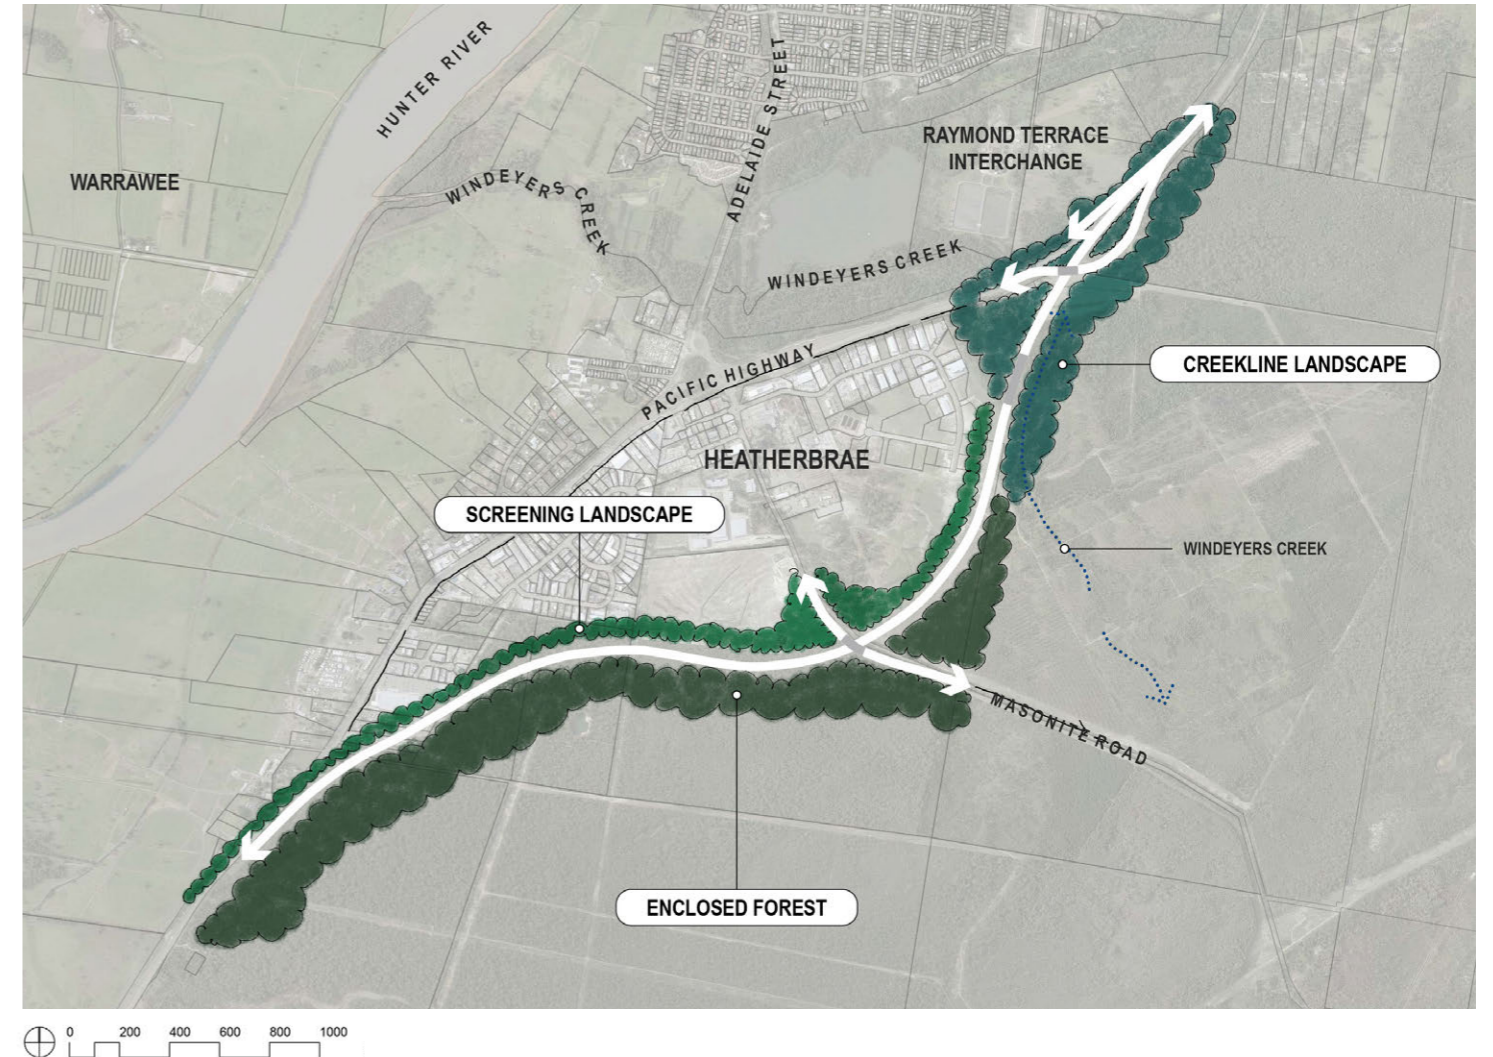 HUNTER RIVER
ADELAIDE STREET
RAYMOND TERRACE
INTERCHANGE
WARRAWEE
WINDEYERS CREEK
WINDEYERS CREEK
PACIFIC HIGHWAY
CREEKLINE LANDSCAPE
HEATHERBRAE
SCREENING LANDSCAPE
WINDEYERS CREEK
MASONITE ROAD
ENCLOSED FOREST
0 200 400 600 800 1000